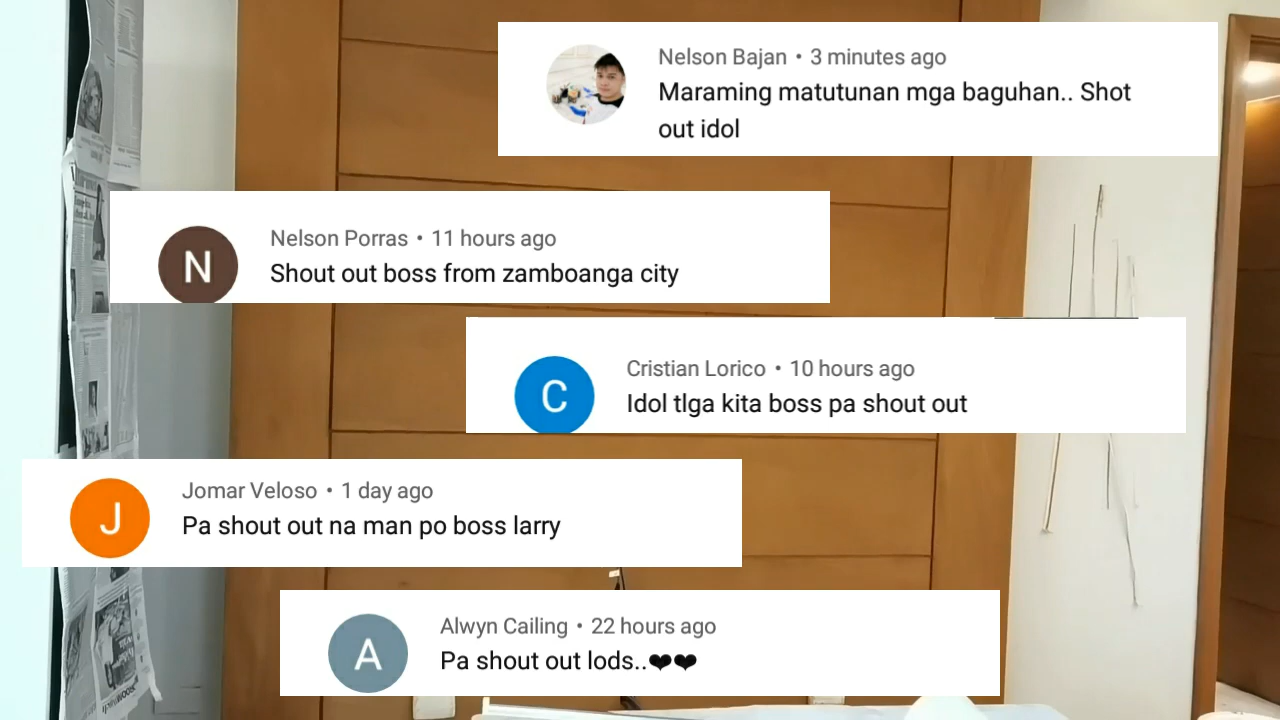 Nelson Bajan • 3 minutes ago
Maraming matutunan mga baguhan.. Shot
out idol
N
Nelson Porras • 11 hours ago
Shout out boss from zamboanga city
C
Cristian Lorico • 10 hours ago
Idol tlga kita boss pa shout out
J
Jomar Veloso • 1 day ago
Pa shout out na man po boss larry
A
Alwyn Cailing • 22 hours ago
Pa shout out lods..❤❤